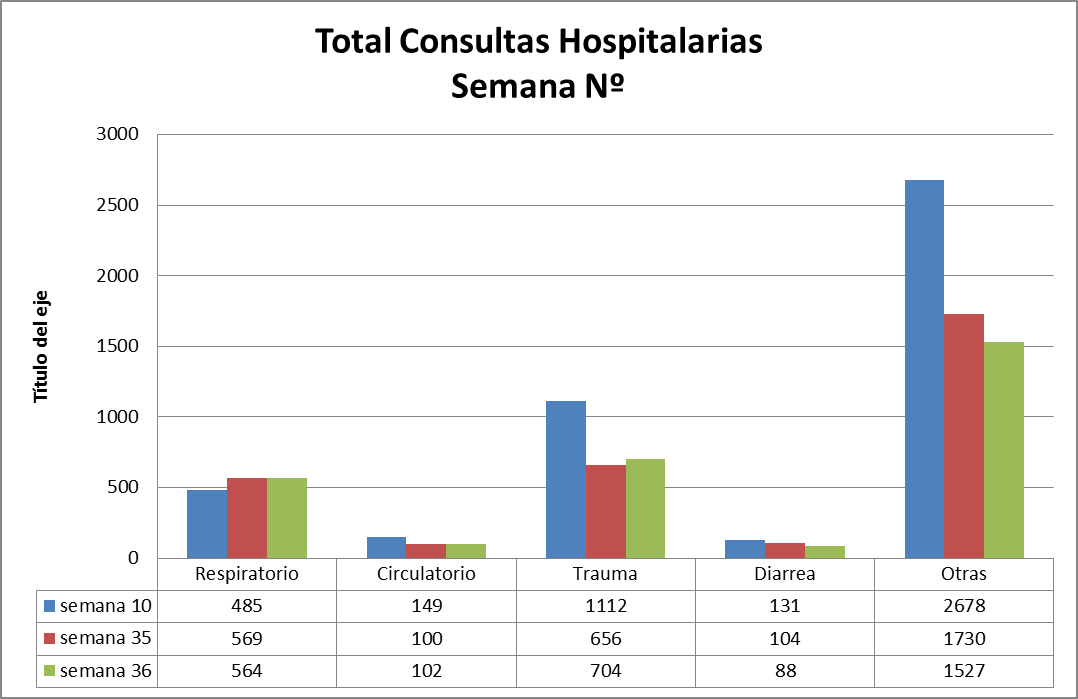 Total Consultas Hospitalarias
Semana Nº
3000
2500
2000
1500
1000
500
0
Título del eje
Respiratorio Circulatorio Trauma Diarrea Otras
semana 10 485 149 1112 131 2678
semana 35 569 100 656 104 1730
semana 36 564 102 704 88 1527